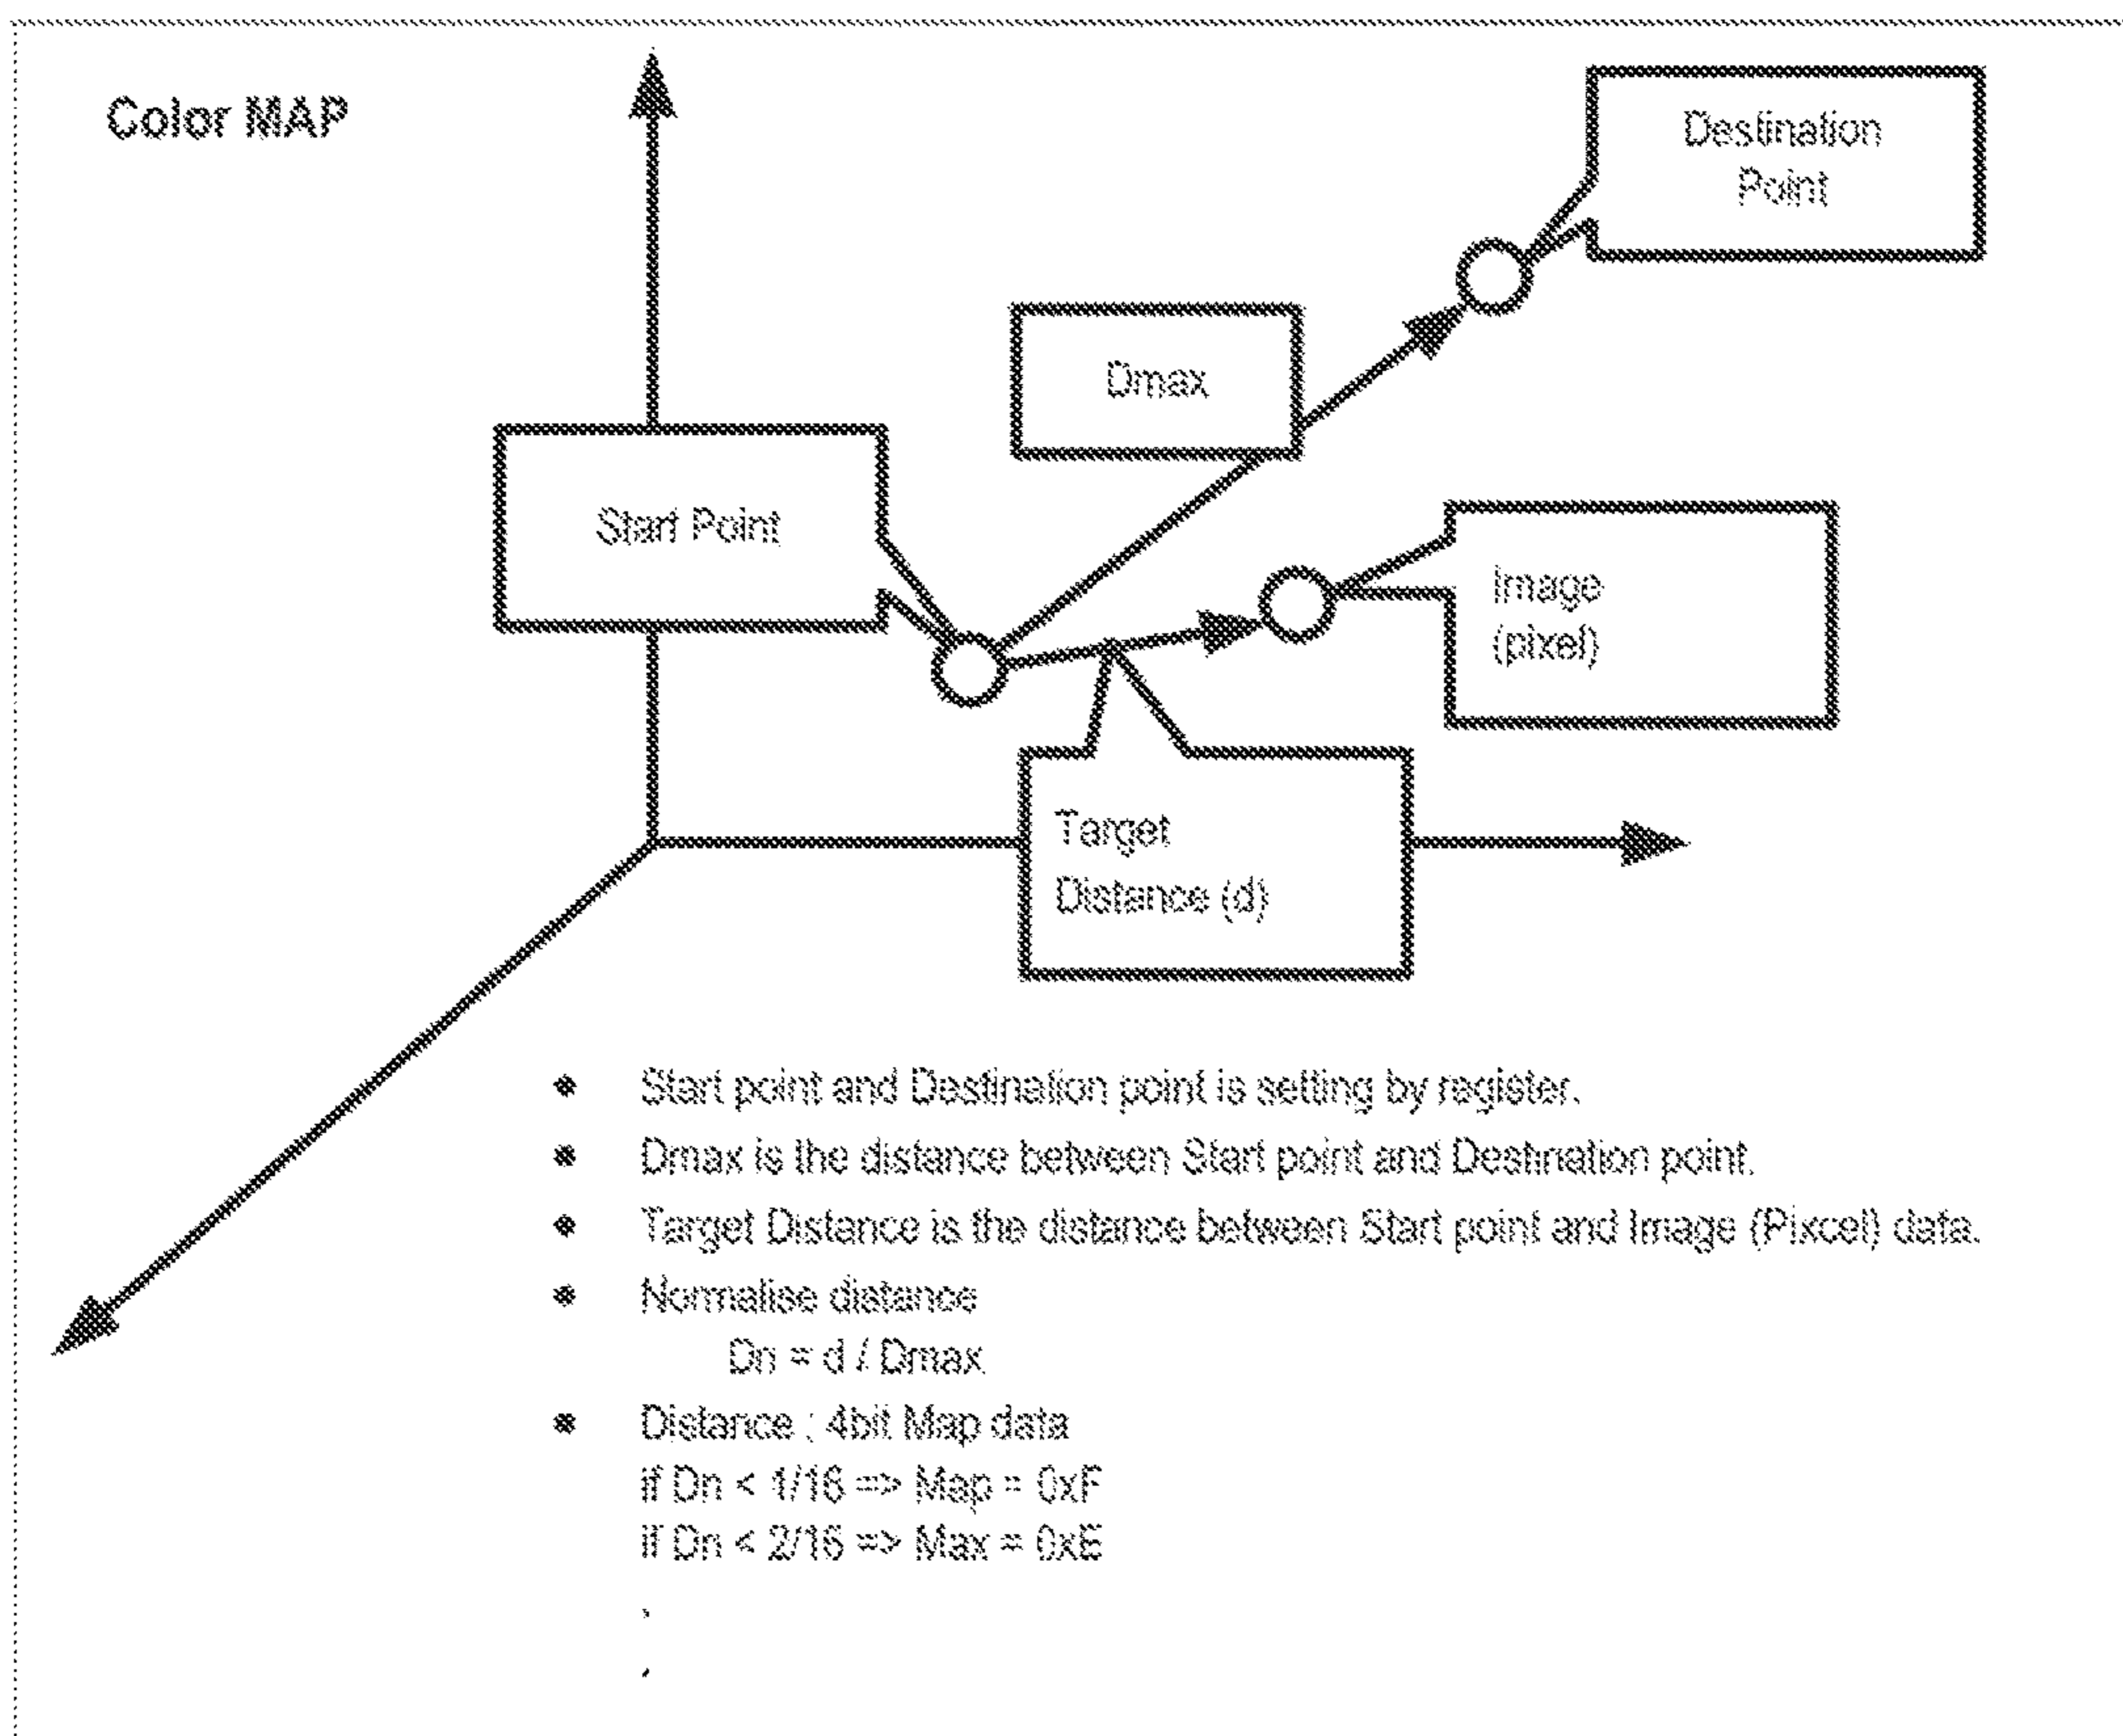 Color MAP
Destination
Point
Dmax
Start Point
Image
(pixel)
Target
Distance (d)
• Start point and Destination point is setting by register.
• Dmax is the distance between Start point and Destination point.
• Target Distance is the distance between Start point and Image (Pixcel) data.
• Normalise distance
Dn = d / Dmax
• Distance : 4bit Map data
if Dn < 1/16 => Map = 0xF
if Dn < 2/16 => Max = 0xE